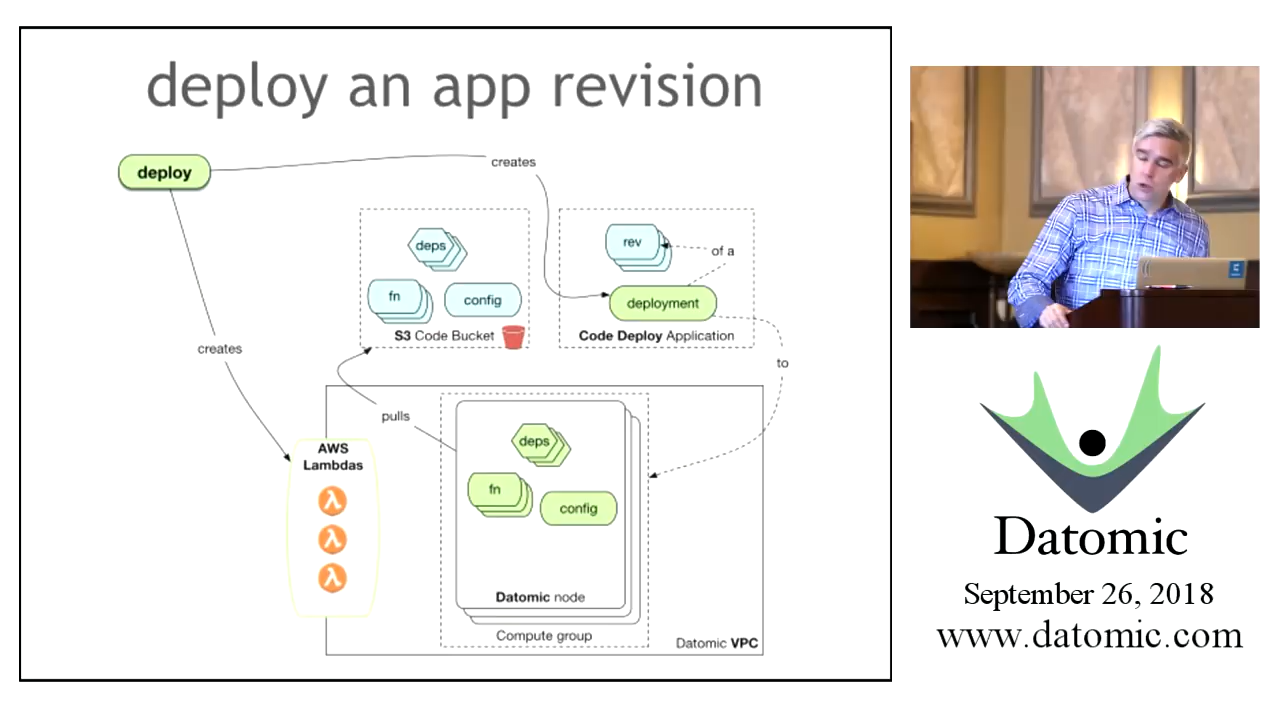 deploy an app revision
deploy
creates
deps
rev
of a
fn
config
deployment
S3 Code Bucket
Code Deploy Application
creates
to
pulls
AWS
Lambdas
λ
λ
λ
deps
fn
config
Datomic node
Compute group
Datomic VPC
Datomic
September 26, 2018
www.datomic.com